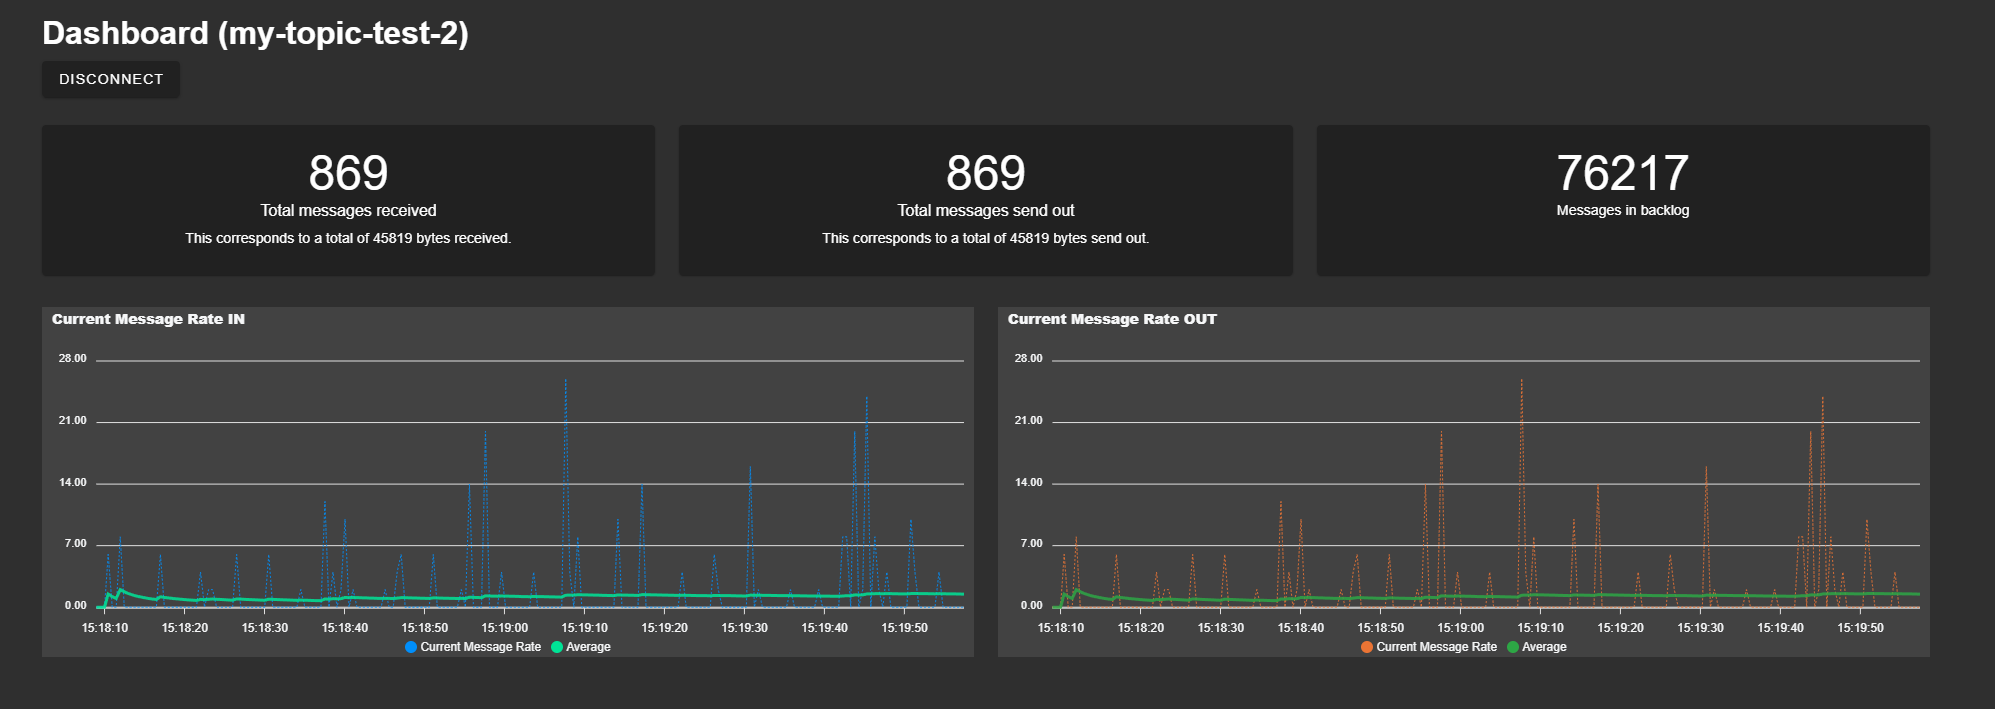 Dashboard (my-topic-test-2)
DISCONNECT
869
Total messages received
This corresponds to a total of 45819 bytes received.
869
Total messages send out
This corresponds to a total of 45819 bytes send out.
76217
Messages in backlog
Current Message Rate IN
28.00
21.00
14.00
7.00
0.00
15:18:10 15:18:20 15:18:30 15:18:40 15:18:50 15:19:00 15:19:10 15:19:20 15:19:30 15:19:40 15:19:50
Current Message Rate Average
Current Message Rate OUT
28.00
21.00
14.00
7.00
0.00
15:18:10 15:18:20 15:18:30 15:18:40 15:18:50 15:19:00 15:19:10 15:19:20 15:19:30 15:19:40 15:19:50
Current Message Rate Average